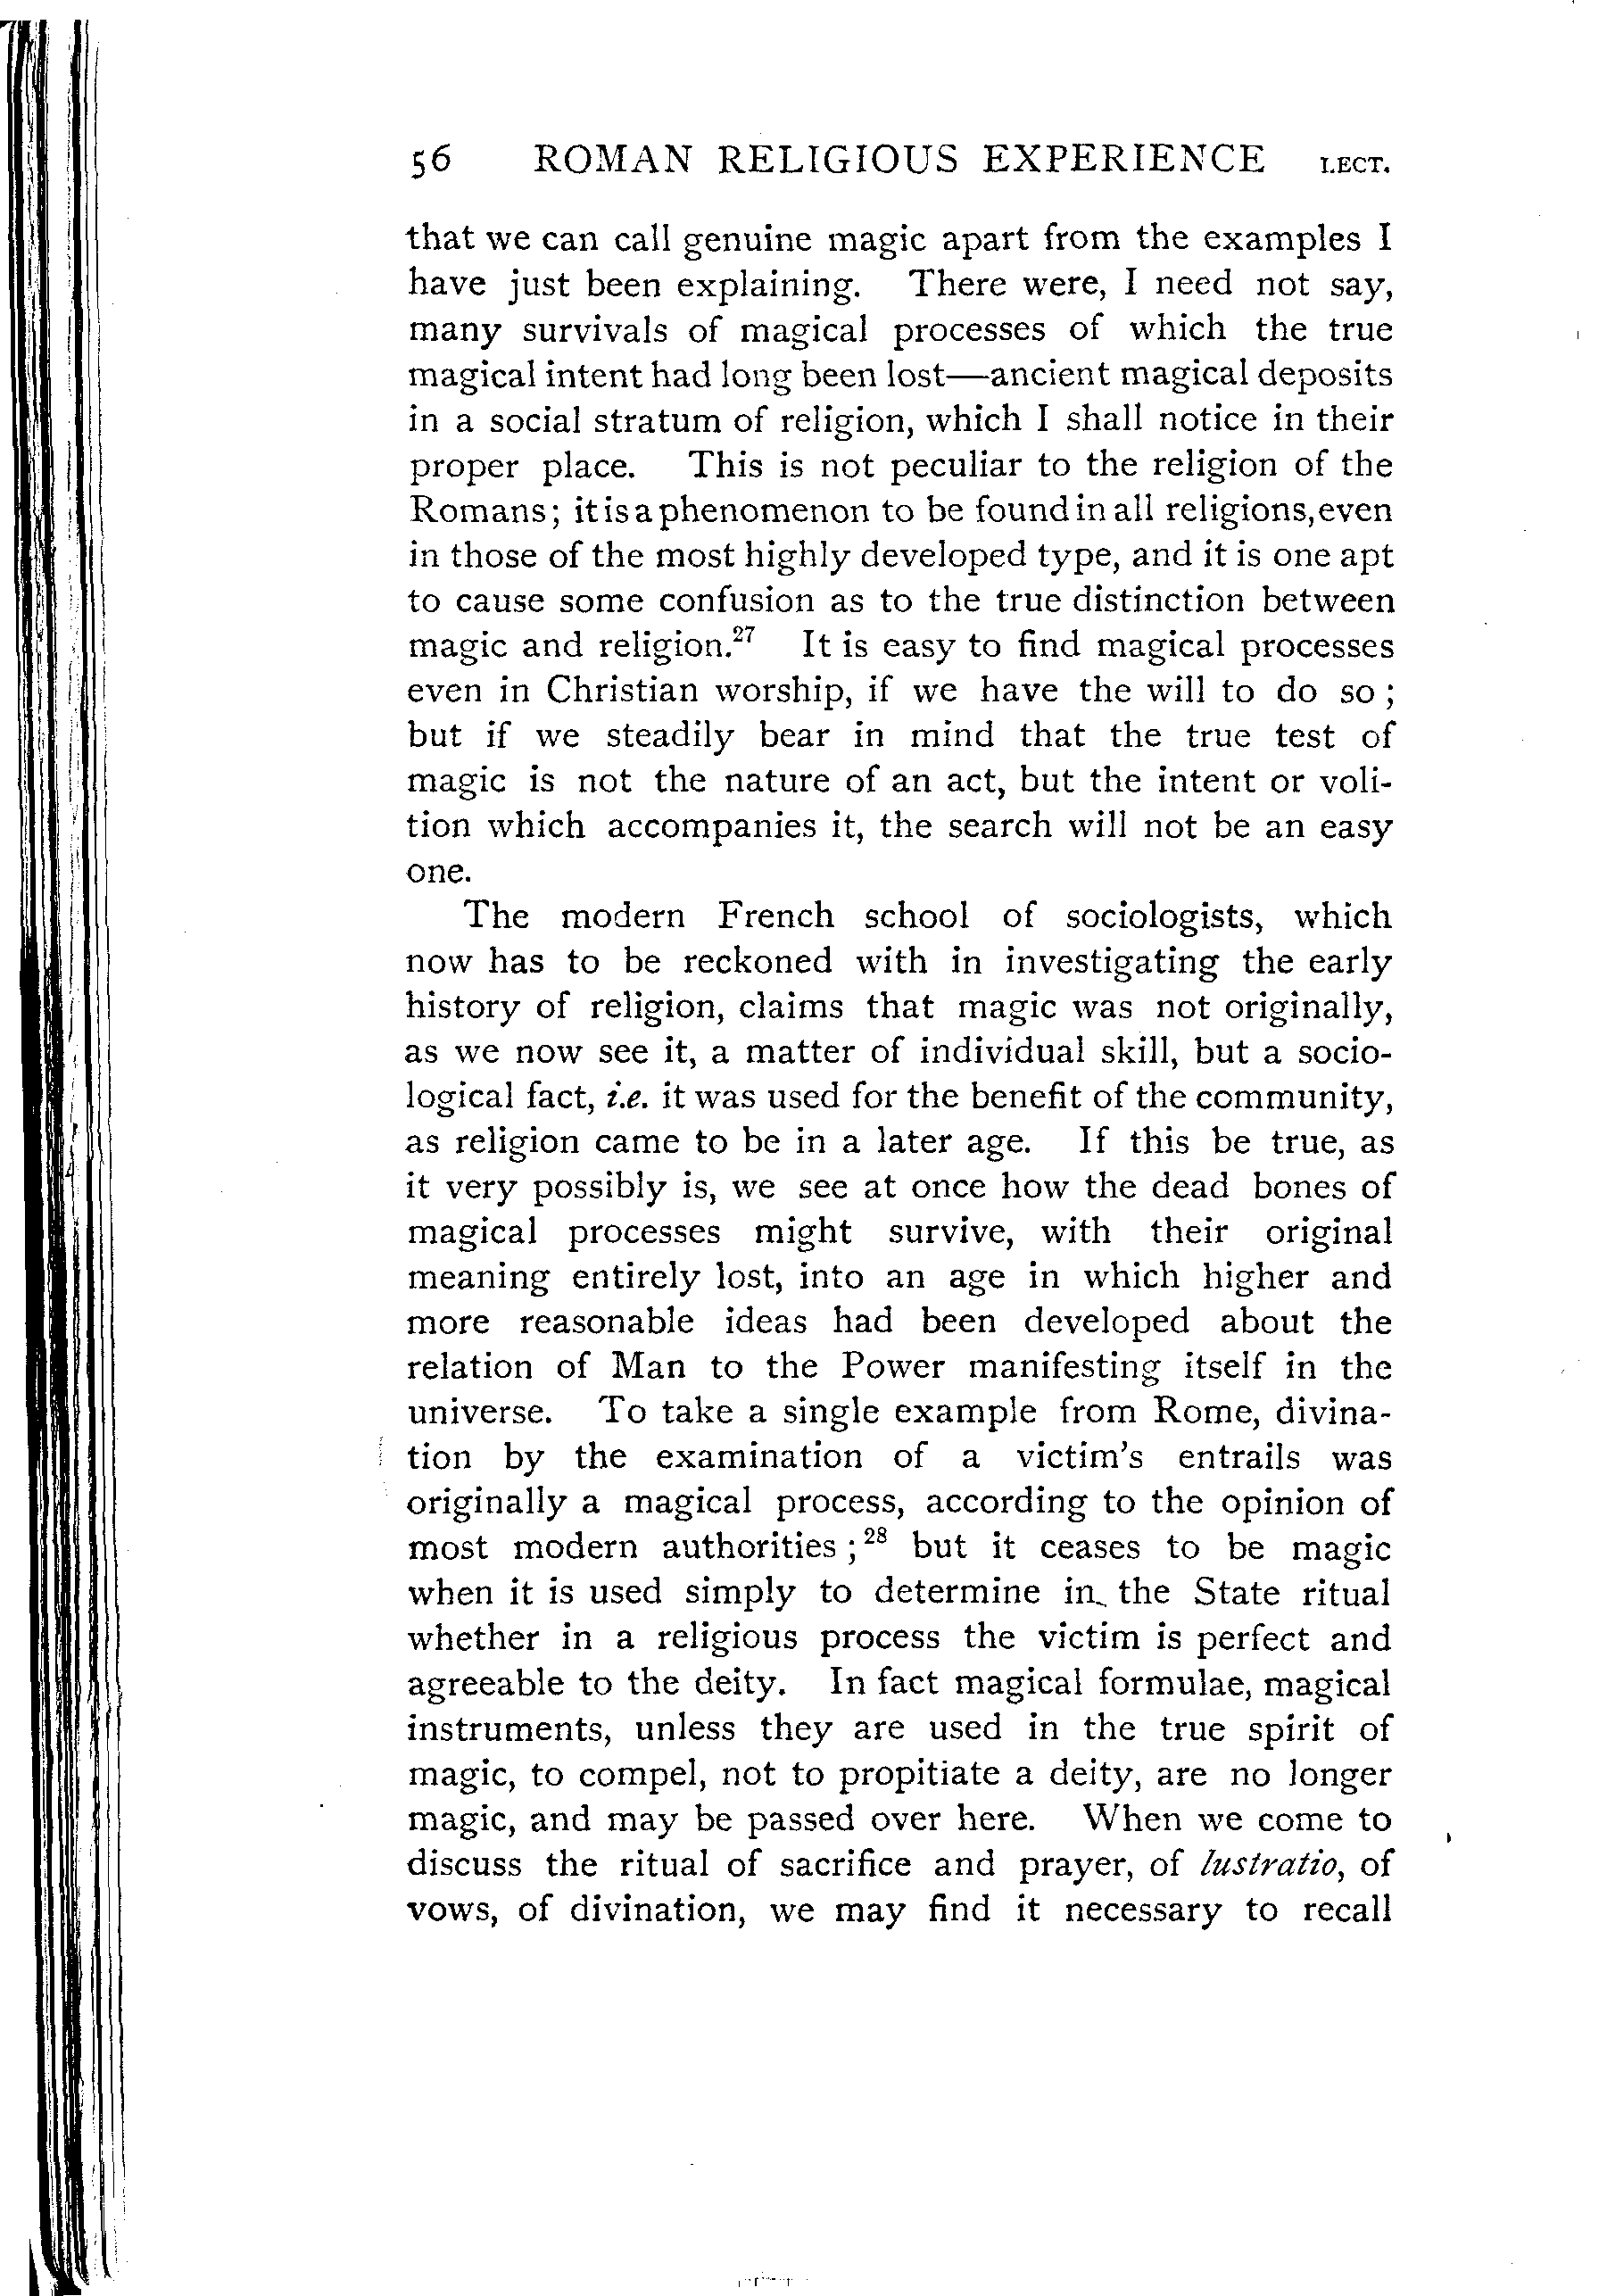 56 ROMAN RELIGIOUS EXPERIENCE LECT.
that we can call genuine magic apart from the examples I
have just been explaining. There were, I need not say,
many survivals of magical processes of which the true
magical intent had long been lost—ancient magical deposits
in a social stratum of religion, which I shall notice in their
proper place. This is not peculiar to the religion of the
Romans; it is a phenomenon to be found in all religions, even
in those of the most highly developed type, and it is one apt
to cause some confusion as to the true distinction between
magic and religion.27 It is easy to find magical processes
even in Christian worship, if we have the will to do so ;
but if we steadily bear in mind that the true test of
magic is not the nature of an act, but the intent or voli-
tion which accompanies it, the search will not be an easy
one.
The modern French school of sociologists, which
now has to be reckoned with in investigating the early
history of religion, claims that magic was not originally,
as we now see it, a matter of individual skill, but a socio-
logical fact, i.e. it was used for the benefit of the community,
as religion came to be in a later age. If this be true, as
it very possibly is, we see at once how the dead bones of
magical processes might survive, with their original
meaning entirely lost, into an age in which higher and
more reasonable ideas had been developed about the
relation of Man to the Power manifesting itself in the
universe. To take a single example from Rome, divina-
tion by the examination of a victim's entrails was
originally a magical process, according to the opinion of
most modern authorities ;28 but it ceases to be magic
when it is used simply to determine in the State ritual
whether in a religious process the victim is perfect and
agreeable to the deity. In fact magical formulae, magical
instruments, unless they are used in the true spirit of
magic, to compel, not to propitiate a deity, are no longer
magic, and may be passed over here. When we come to
discuss the ritual of sacrifice and prayer, of lustratio, of
vows, of divination, we may find it necessary to recall